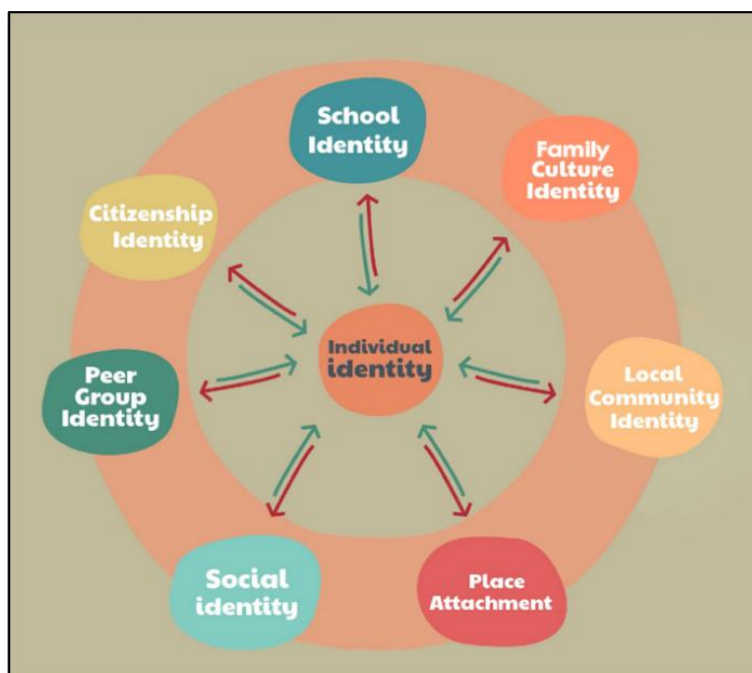 School
Identity
Family
Culture
Identity
Citizenship
Identity
Individual
identity
Peer
Group
Identity
Local
Community
Identity
Social
identity
Place
Attachment